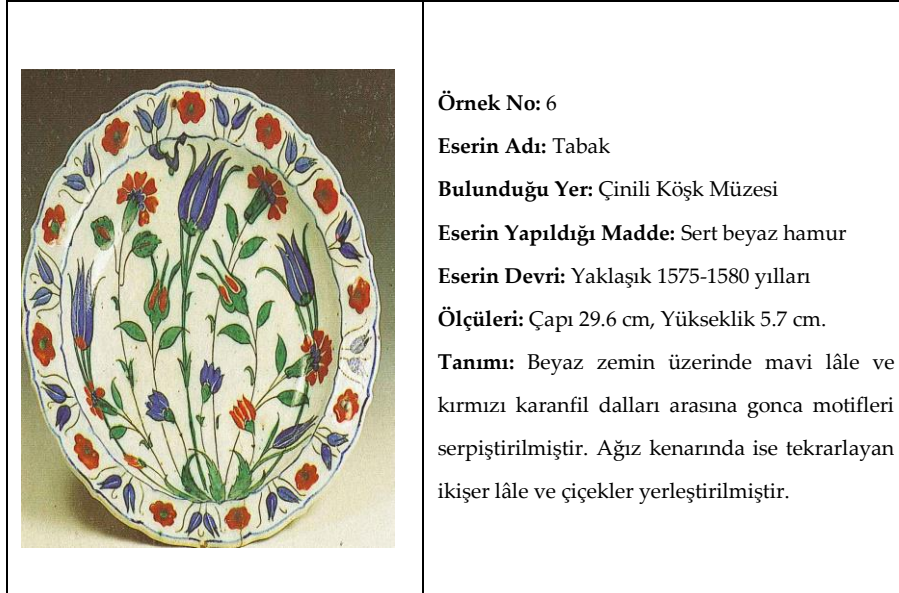 Örnek No: 6
Eserin Adı: Tabak
Bulunduğu Yer: Çinili Köşk Müzesi
Eserin Yapıldığı Madde: Sert beyaz hamur
Eserin Devri: Yaklaşık 1575-1580 yılları
Ölçüleri: Çapı 29.6 cm, Yükseklik 5.7 cm.
Tanımı: Beyaz zemin üzerinde mavi lâle ve
kırmızı karanfil dalları arasına gonca motifleri
serpiştirilmiştir. Ağız kenarında ise tekrarlayan
ikişer lâle ve çiçekler yerleştirilmiştir.